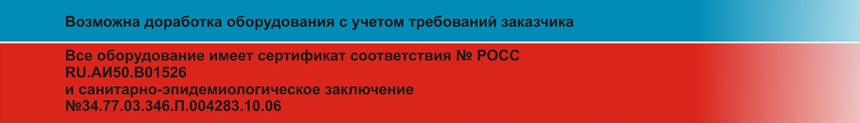 Возможна доработка оборудования с учетом требований заказчика
Все оборудование имеет сертификат соответствия № РОСС
RU.АИ50.В01526
и санитарно-эпидемиологическое заключение
№34.77.03.346.П.004283.10.06